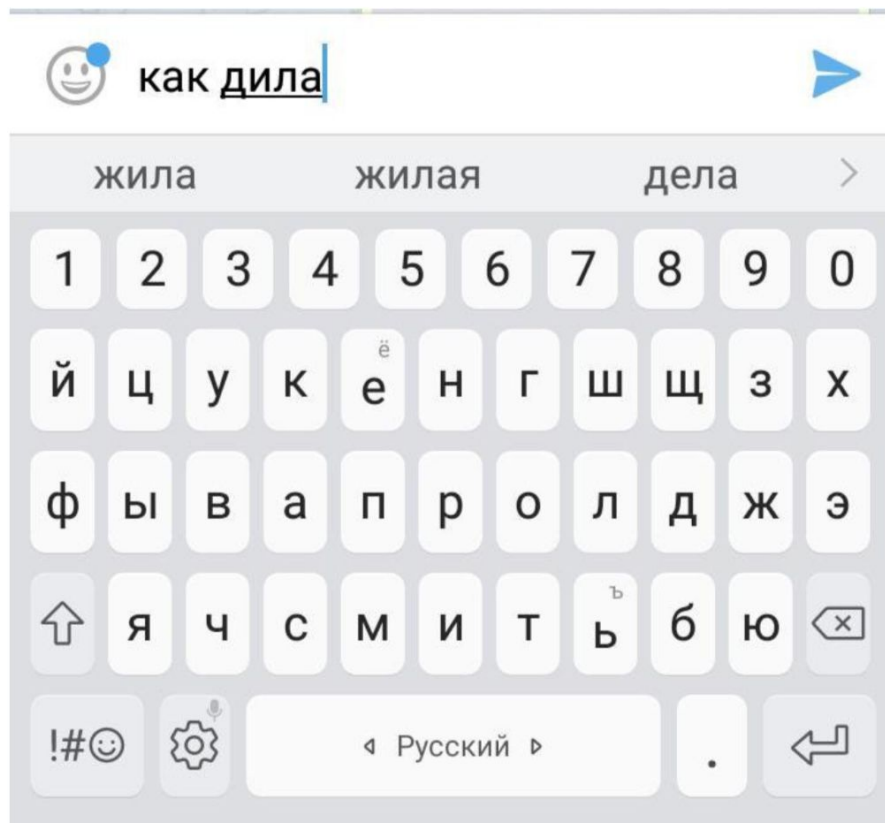 как дила
жила жилая дела
1 2 3 4 5 6 7 8 9 0
ё
й ц у к е н г ш щ з х
ф ы в а п р о л д ж э
ъ
я ч с м и т ь б ю
!#☺ Русский .